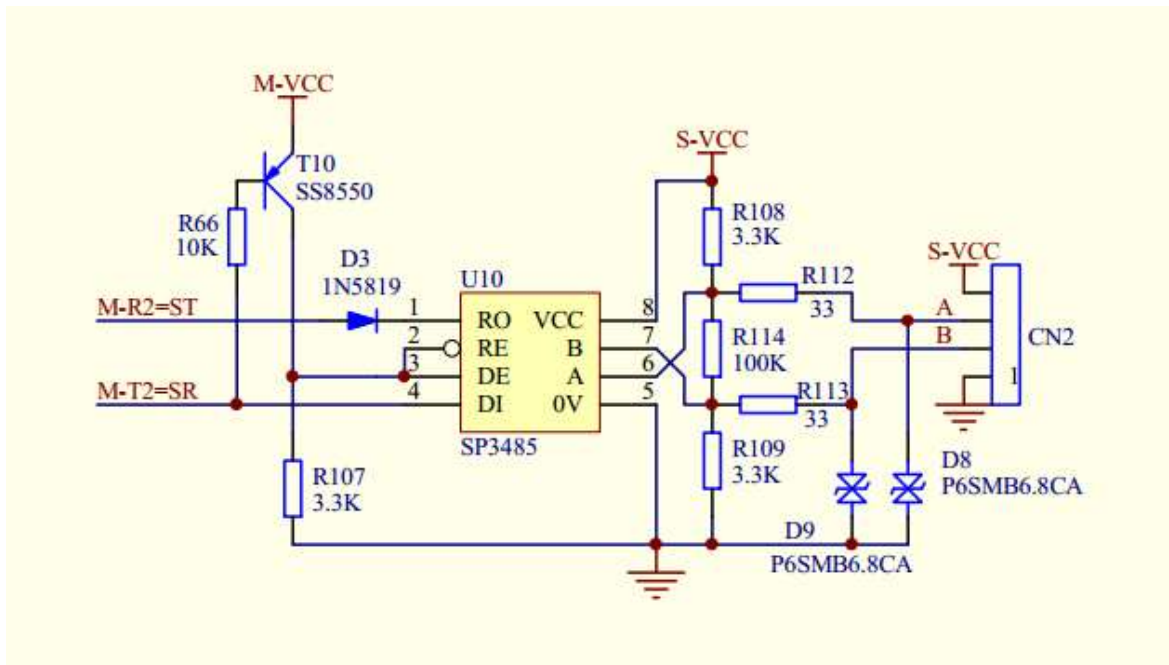 M-VCC
T10
SS8550
R66
10K
D3
1N5819
M-R2=ST
M-T2=SR
R107
3.3K
U10
1 RO VCC 8
2 RE B 7
3 DE A 6
4 DI 0V 5
SP3485
S-VCC
R108
3.3K
R112
33
R114
100K
R113
33
R109
3.3K
S-VCC
A
B
CN2
1
D8
P6SMB6.8CA
D9
P6SMB6.8CA